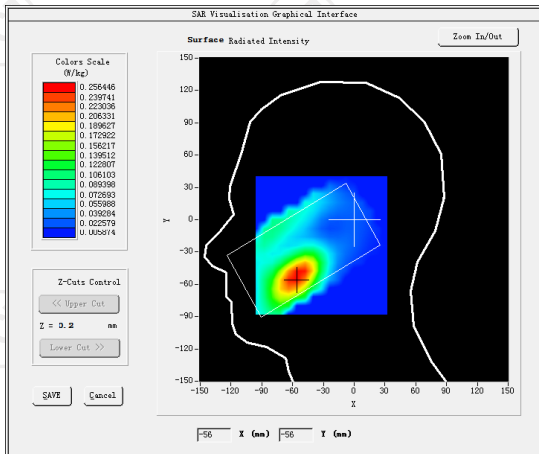 SAR Visualisation Graphical Interface
Surface Radiated Intensity
Zoom In/Out
Colors Scale
(W/kg)
0.256446
0.239741
0.223036
0.206331
0.189627
0.172922
0.156217
0.139512
0.122807
0.106103
0.089398
0.072693
0.055988
0.039284
0.022579
0.005874
Z-Cuts Control
<< Upper Cut
Z = 0.2 mm
Lower Cut >>
SAVE Cancel
150-
120-
90-
60-
30-
0-
-30-
-60-
-90-
-120-
-150-
Y
-150 -120 -90 -60 -30 0 30 60 90 120 150
X
-56 X (mm) -56 Y (mm)